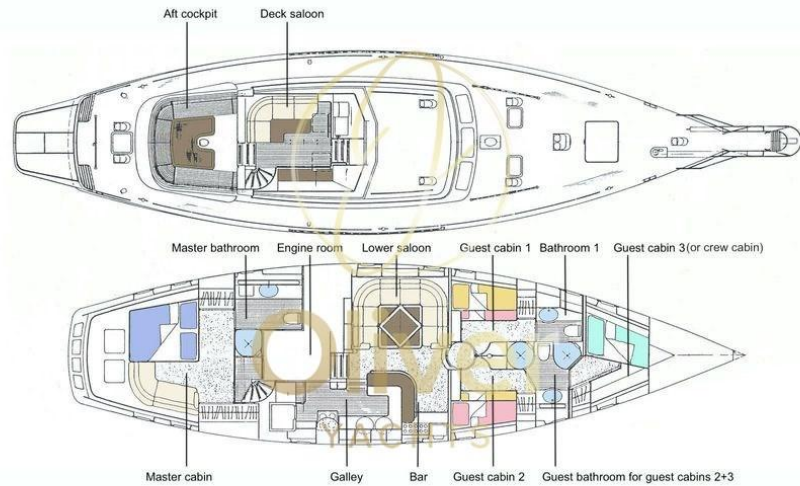 Aft cockpit
Deck saloon
Master bathroom
Engine room
Lower saloon
Guest cabin 1
Bathroom 1
Guest cabin 3 (or crew cabin)
Oliver
YACHTS
Master cabin
Galley
Bar
Guest cabin 2
Guest bathroom for guest cabins 2+3